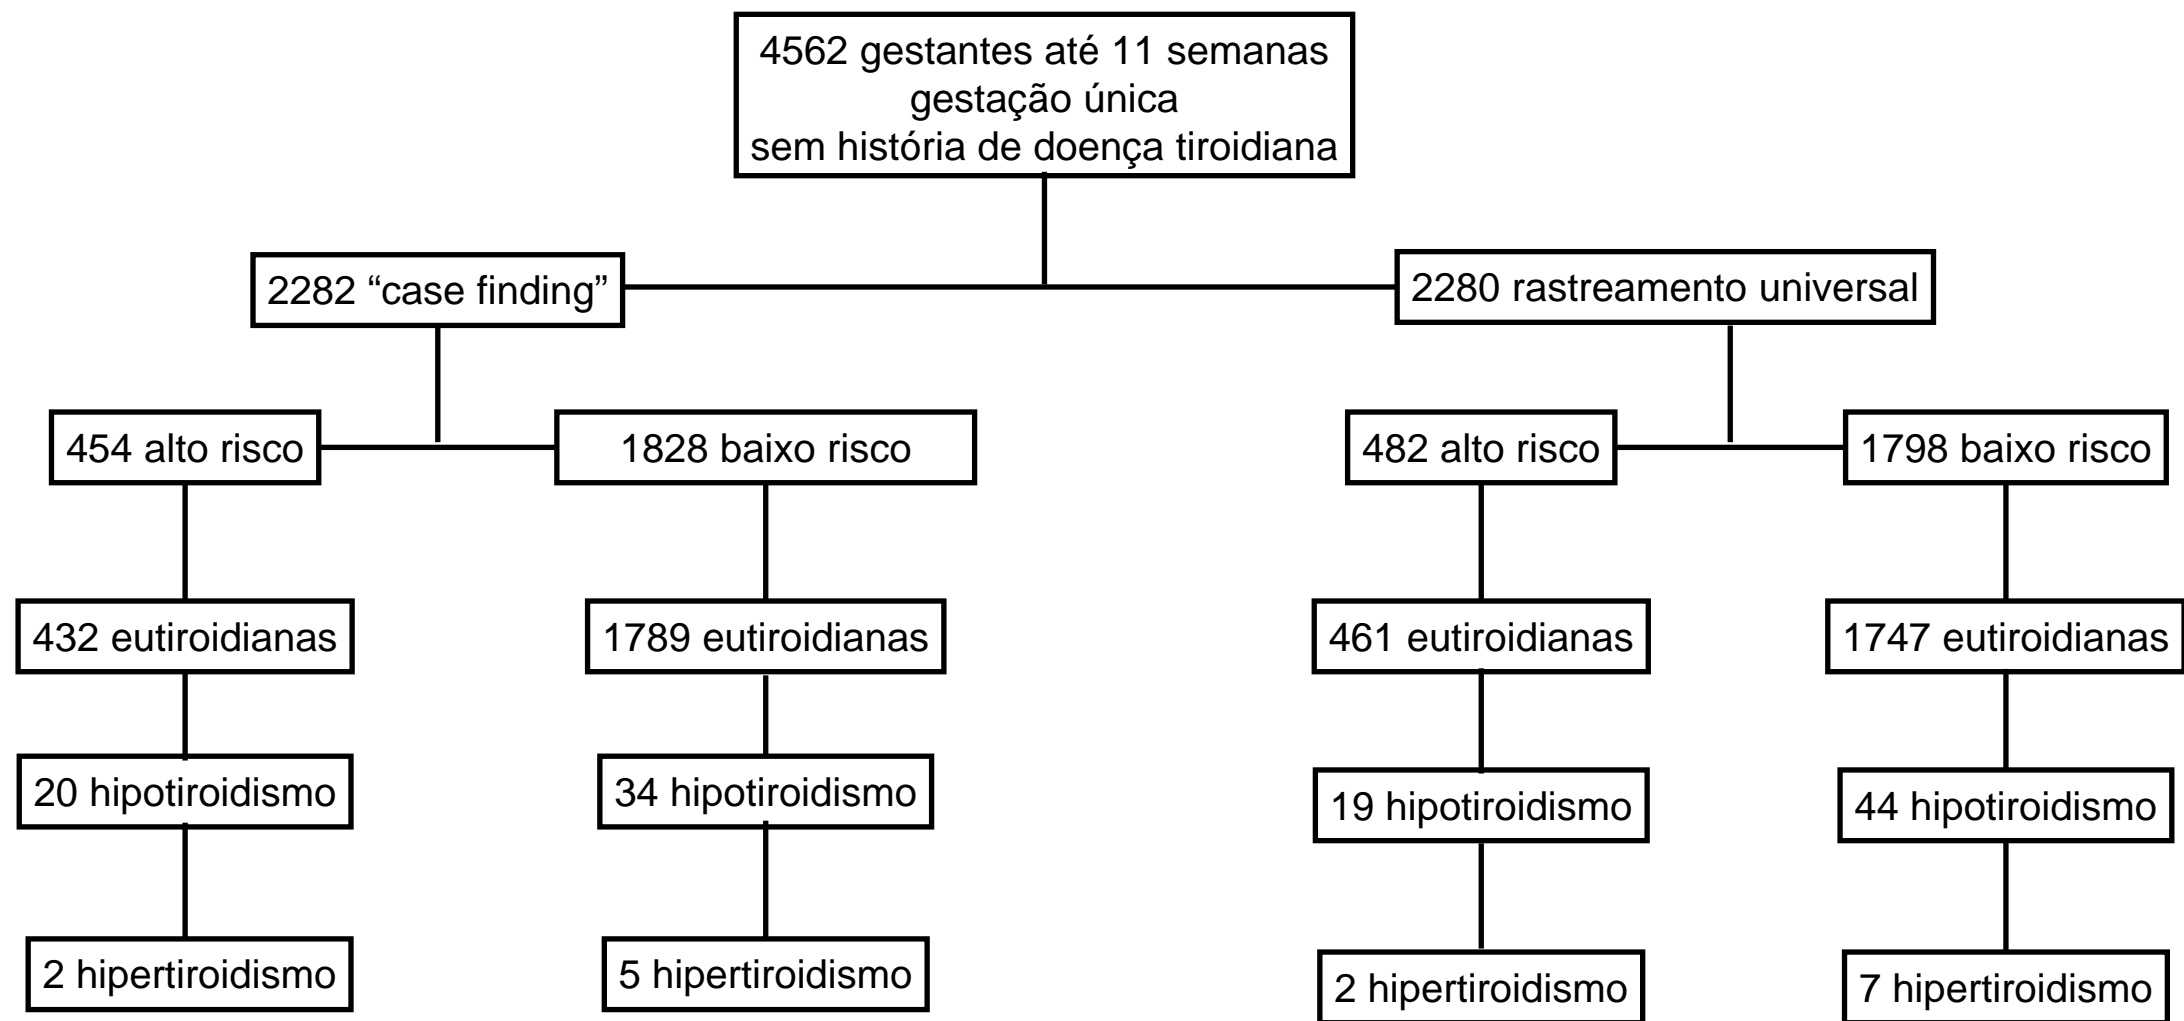 4562 gestantes até 11 semanas
gestação única
sem história de doença tiroidiana
2282 “case finding”
2280 rastreamento universal
454 alto risco
1828 baixo risco
482 alto risco
1798 baixo risco
432 eutiroidianas
1789 eutiroidianas
461 eutiroidianas
1747 eutiroidianas
20 hipotiroidismo
34 hipotiroidismo
19 hipotiroidismo
44 hipotiroidismo
2 hipertiroidismo
5 hipertiroidismo
2 hipertiroidismo
7 hipertiroidismo